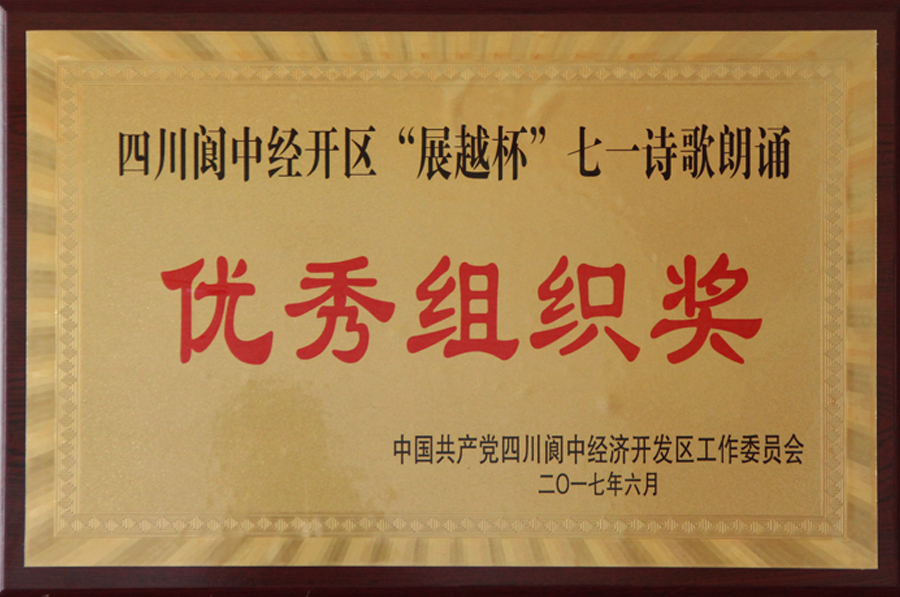 四川阆中经开区“展越杯”七一诗歌朗诵
优秀组织奖
中国共产党四川阆中经济开发区工作委员会
二〇一七年六月